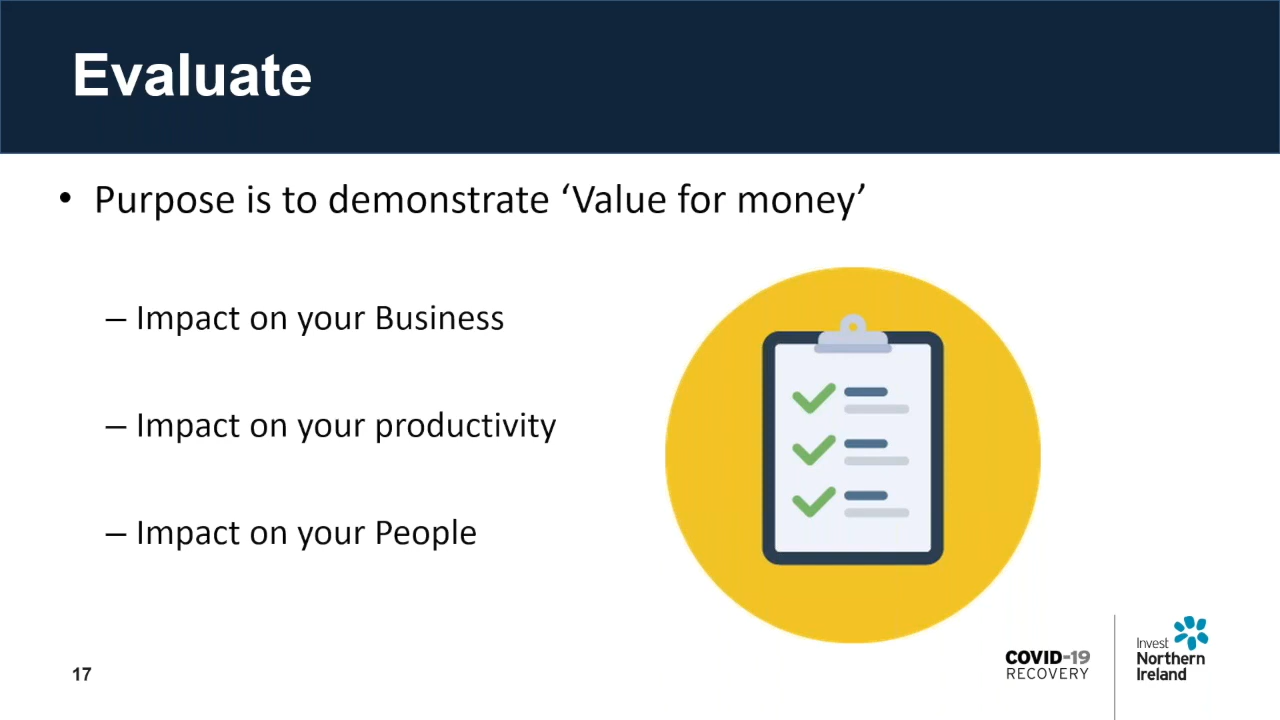 Evaluate
• Purpose is to demonstrate ‘Value for money’
– Impact on your Business
– Impact on your productivity
– Impact on your People
17
COVID-19
RECOVERY
Invest
Northern
Ireland